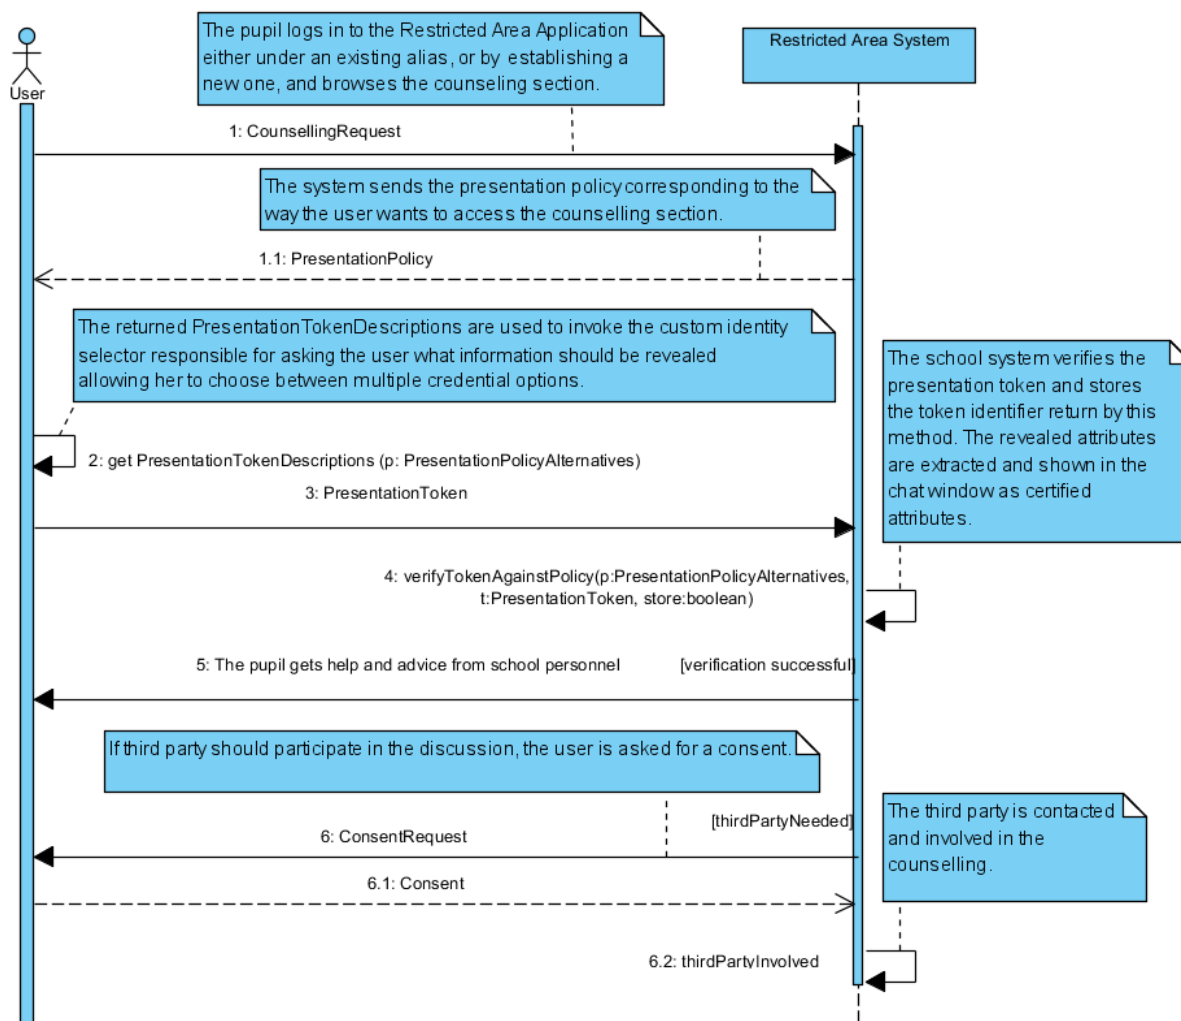 The pupil logs in to the Restricted Area Application
either under an existing alias, or by establishing a
new one, and browses the counseling section.
Restricted Area System
User
1: CounsellingRequest
The system sends the presentation policy corresponding to the
way the user wants to access the counselling section.
1.1: PresentationPolicy
The returned PresentationTokenDescriptions are used to invoke the custom identity
selector responsible for asking the user what information should be revealed
allowing her to choose between multiple credential options.
The school system verifies the
presentation token and stores
the token identifier return by this
method. The revealed attributes
are extracted and shown in the
chat window as certified
attributes.
2: get PresentationTokenDescriptions (p: PresentationPolicyAlternatives)
3: PresentationToken
4: verifyTokenAgainstPolicy(p:PresentationPolicyAlternatives,
t:PresentationToken, store:boolean)
5: The pupil gets help and advice from school personnel [verification successful]
If third party should participate in the discussion, the user is asked for a consent.
[thirdPartyNeeded]
6: ConsentRequest
The third party is contacted
and involved in the
counselling.
6.1: Consent
6.2: thirdPartyInvolved